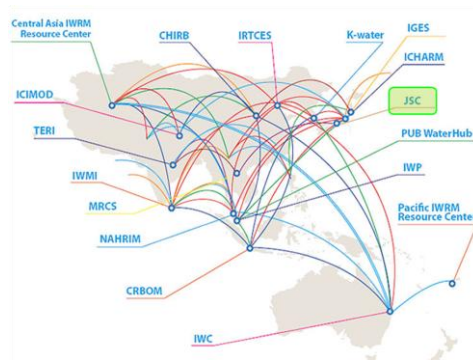 Central Asia IWRM
Resource Center
CHIRB
IRTCES
K-water
IGES
ICHARM
ICIMOD
JSC
TERI
PUB WaterHub
IWMI
IWP
MRCS
Pacific IWRM
Resource Center
NAHRIM
CRBOM
IWC